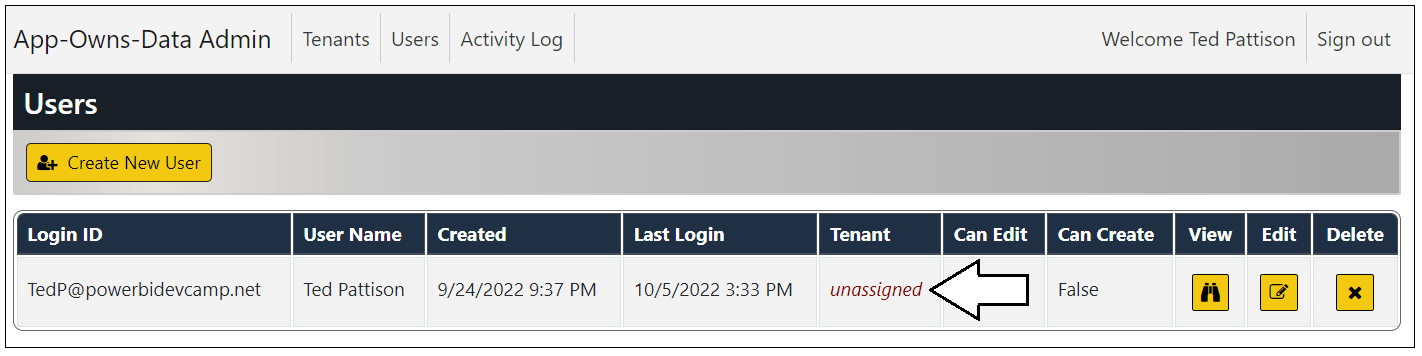 App-Owns-Data Admin Tenants Users Activity Log Welcome Ted Pattison Sign out
Users
Create New User
Login ID User Name Created Last Login Tenant Can Edit Can Create View Edit Delete
TedP@powerbidevcamp.net Ted Pattison 9/24/2022 9:37 PM 10/5/2022 3:33 PM unassigned False